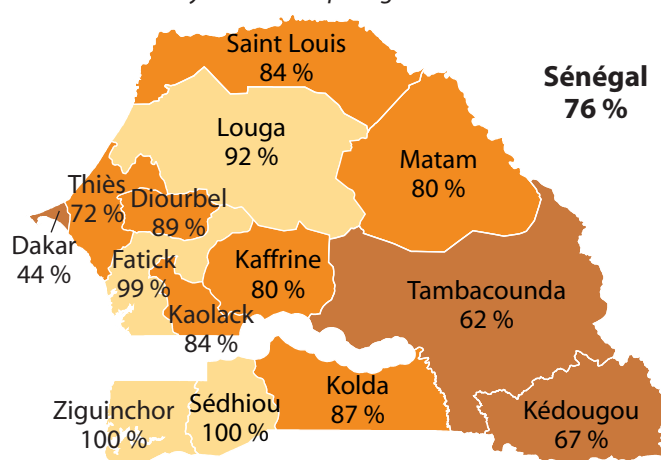 Saint Louis
84 %
Sénégal
76 %
Louga
92 %
Matam
80 %
Thiès
72 %
Diourbel
89 %
Dakar
44 %
Fatick
99 %
Kaffrine
80 %
Tambacounda
62 %
Kaolack
84 %
Ziguinchor
100 %
Sédhiou
100 %
Kolda
87 %
Kédougou
67 %